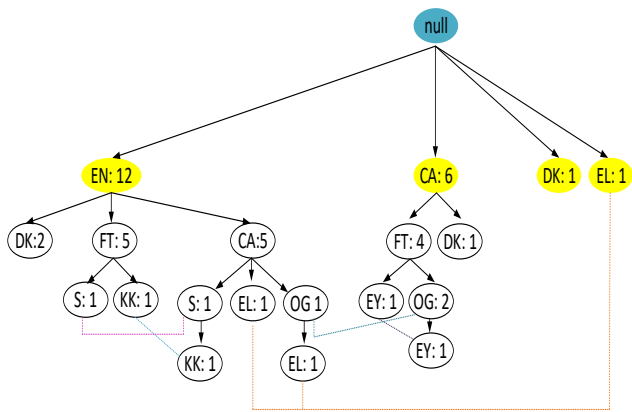 null
EN: 12
CA: 6
DK: 1
EL: 1
DK:2
FT: 5
CA:5
FT: 4
DK: 1
S: 1
KK: 1
S: 1
EL: 1
OG 1
EY: 1
OG: 2
KK: 1
EL: 1
EY: 1